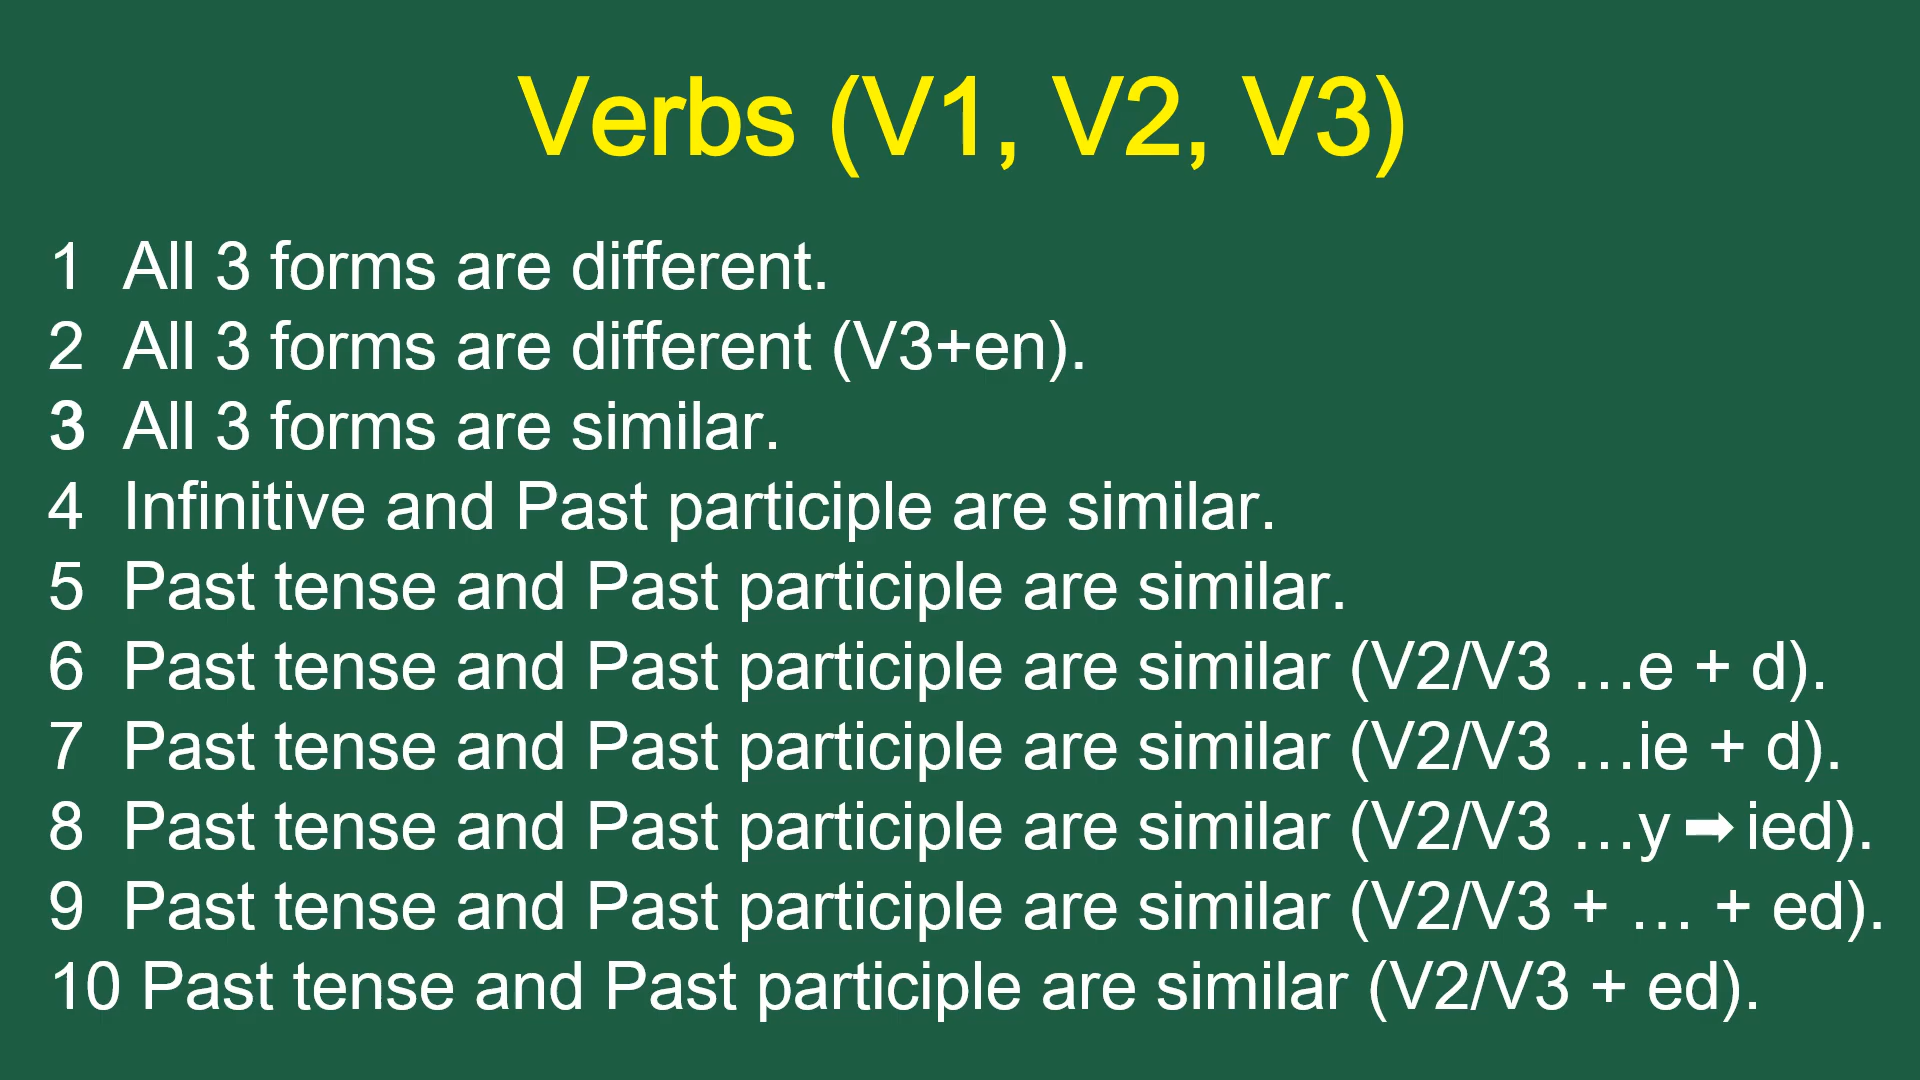 Verbs (V1, V2, V3)
1 All 3 forms are different.
2 All 3 forms are different (V3+en).
3 All 3 forms are similar.
4 Infinitive and Past participle are similar.
5 Past tense and Past participle are similar.
6 Past tense and Past participle are similar (V2/V3 …e + d).
7 Past tense and Past participle are similar (V2/V3 …ie + d).
8 Past tense and Past participle are similar (V2/V3 …y ➡ ied).
9 Past tense and Past participle are similar (V2/V3 + … + ed).
10 Past tense and Past participle are similar (V2/V3 + ed).